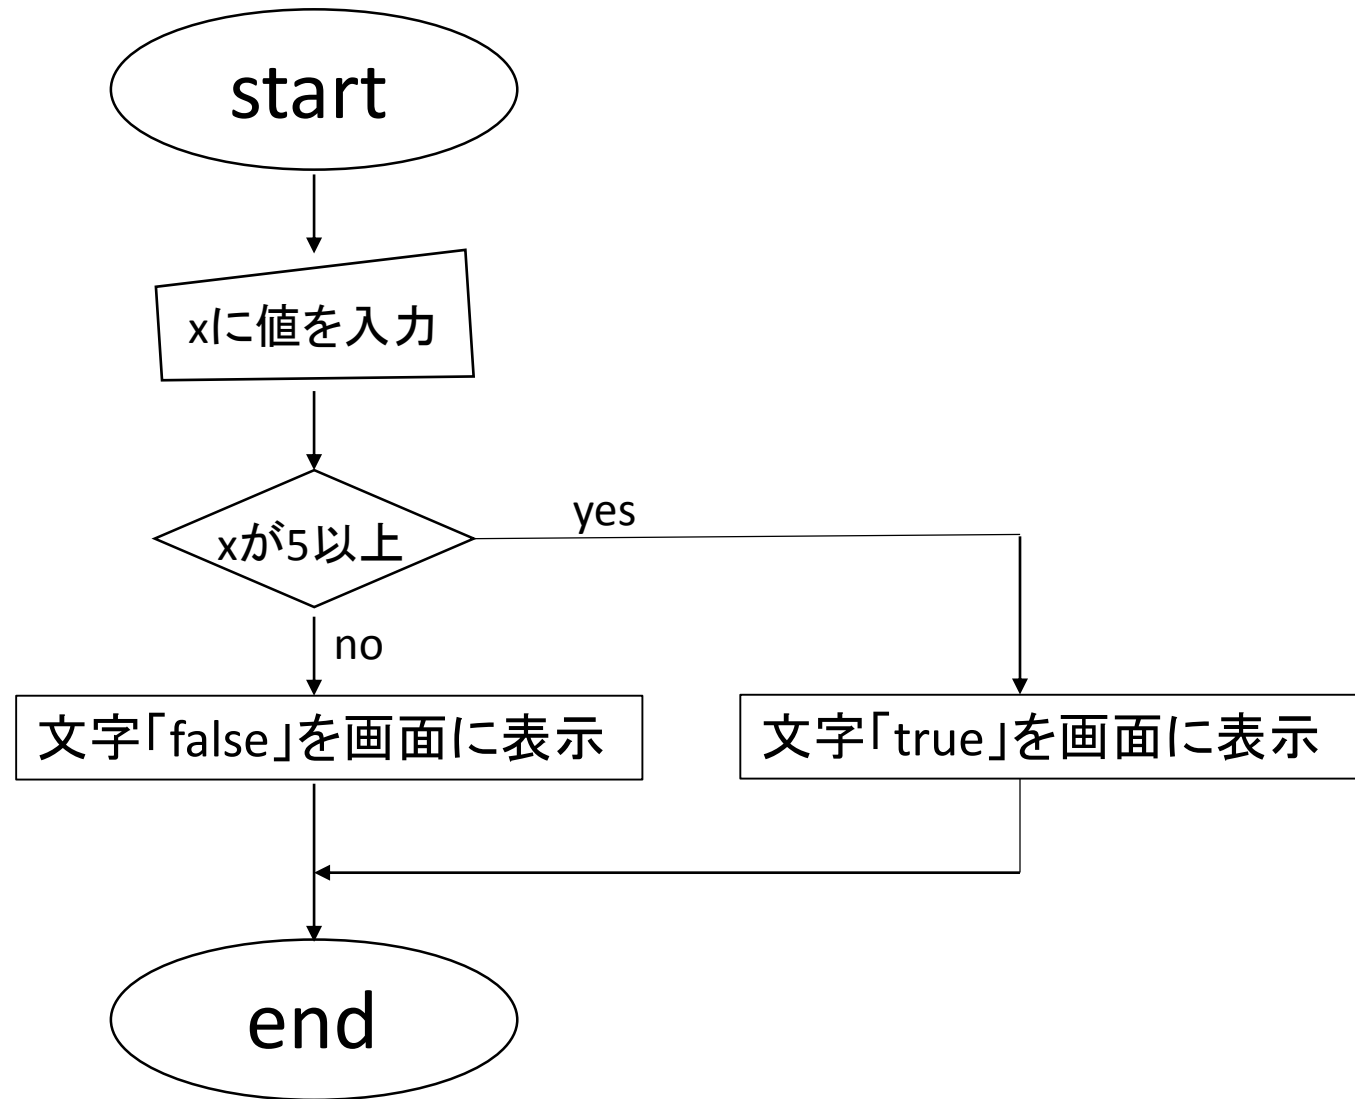 start
xに値を入力
xが5以上
yes
no
文字「false」を画面に表示
文字「true」を画面に表示
end